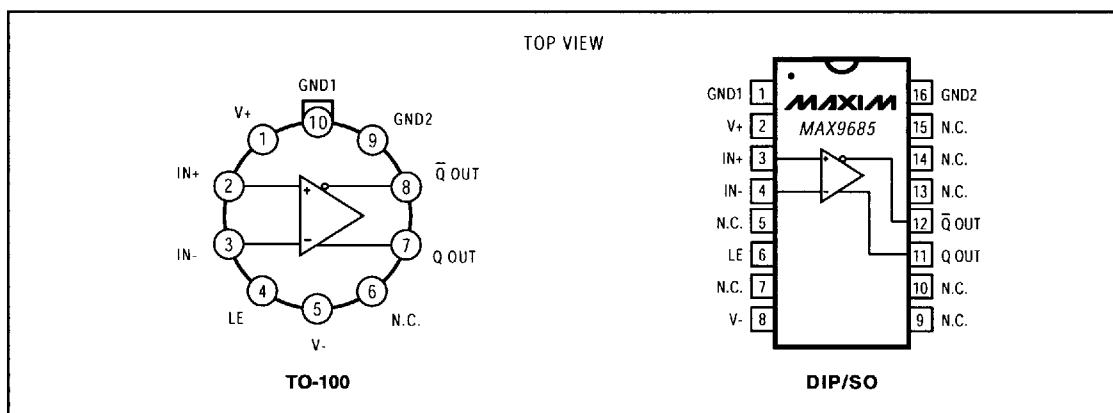 TOP VIEW
GND1
V+
10
GND2
1
9
IN+
2
+
8
Q̅ OUT
IN-
3
-
7
Q OUT
4
6
LE
5
N.C.
V-
TO-100
GND1 1
16 GND2
MAXIM
V+ 2
MAX9685
15 N.C.
IN+ 3
+
14 N.C.
IN- 4
-
13 N.C.
N.C. 5
12 Q̅ OUT
LE 6
11 Q OUT
N.C. 7
10 N.C.
V- 8
9 N.C.
DIP/SO